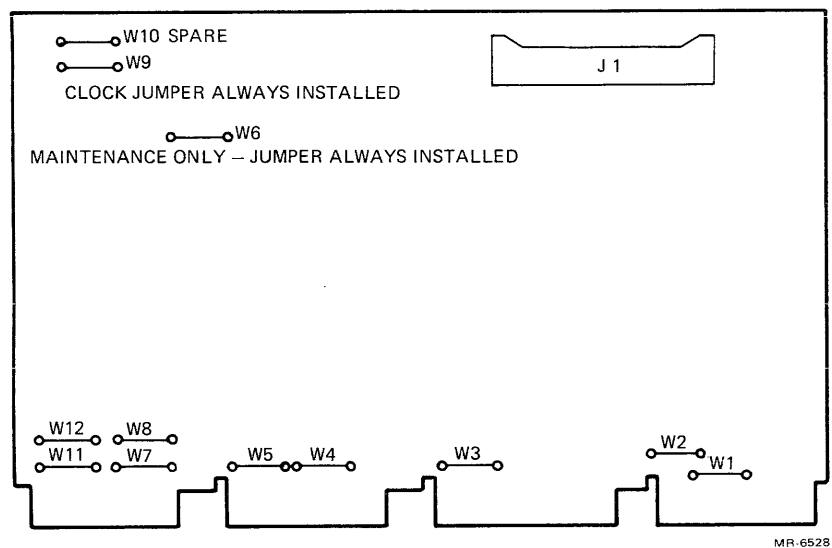 W10 SPARE
W9
J1
CLOCK JUMPER ALWAYS INSTALLED
W6
MAINTENANCE ONLY – JUMPER ALWAYS INSTALLED
W12 W8
W11 W7 W5 W4 W3 W2
W1
MR-6528